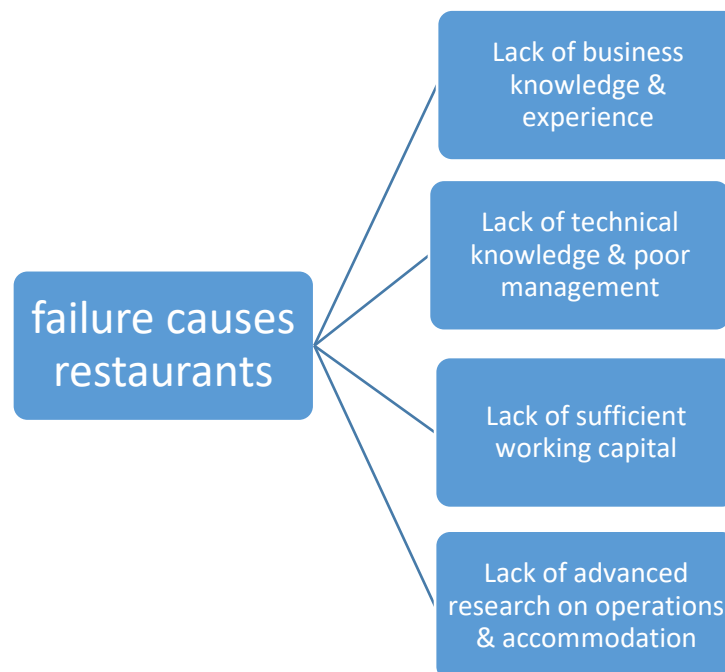 Lack of business
knowledge &
experience
Lack of technical
knowledge & poor
management
failure causes
restaurants
Lack of sufficient
working capital
Lack of advanced
research on operations
& accommodation